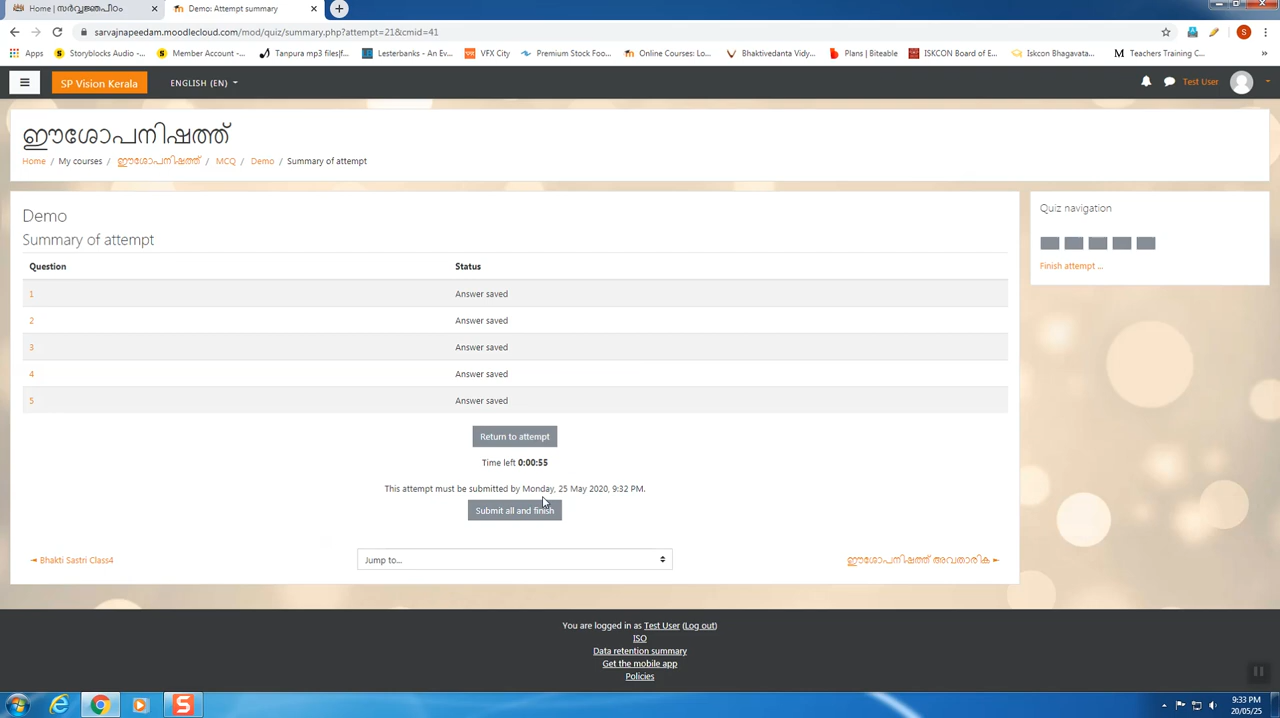 Home | സർവ്വജ്ഞപീഠം
Demo: Attempt summary
sarvajnapeedam.moodlecloud.com/mod/quiz/summary.php?attempt=21&cmid=41
Apps Storyblocks Audio - Member Account -... Tanpura mp3 files|f... Lesterbanks - An Ev... VFX City Premium Stock Foo... Online Courses: Lo... Bhaktivedanta Vidy... Plans | Biteable ISKCON Board of E... Iskcon Bhagavata... Teachers Training C...
SP Vision Kerala ENGLISH (EN) Test User
ഈശോപനിഷത്ത്
Home / My courses / ഈശോപനിഷത്ത് / MCQ / Demo / Summary of attempt
Demo
Summary of attempt
Question Status
1 Answer saved
2 Answer saved
3 Answer saved
4 Answer saved
5 Answer saved
Return to attempt
Time left 0:00:55
This attempt must be submitted by Monday, 25 May 2020, 9:32 PM.
Submit all and finish
◄ Bhakti Sastri Class4
Jump to...
ഈശോപനിഷത്ത് അവതാരിക ►
Quiz navigation
Finish attempt ...
You are logged in as Test User (Log out)
ISO
Data retention summary
Get the mobile app
Policies
9:33 PM
20/05/25